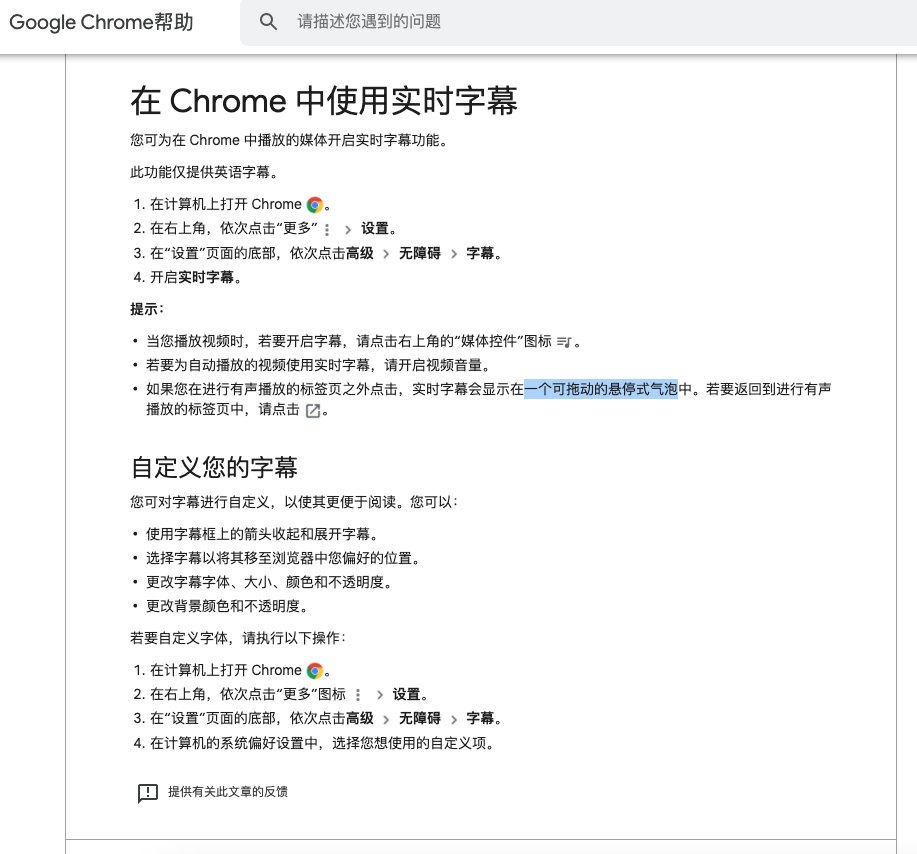 Google Chrome帮助
请描述您遇到的问题
在 Chrome 中使用实时字幕
您可为在 Chrome 中播放的媒体开启实时字幕功能。
此功能仅提供英语字幕。
1. 在计算机上打开 Chrome 。
2. 在右上角，依次点击“更多” > 设置。
3. 在“设置”页面的底部，依次点击高级 > 无障碍 > 字幕。
4. 开启实时字幕。
提示：
• 当您播放视频时，若要开启字幕，请点击右上角的“媒体控件”图标 。
• 若要为自动播放的视频使用实时字幕，请开启视频音量。
• 如果您在进行有声播放的标签页之外点击，实时字幕会显示在一个可拖动的悬停式气泡中。若要返回到进行有声
播放的标签页中，请点击 。
自定义您的字幕
您可对字幕进行自定义，以使其更便于阅读。您可以：
• 使用字幕框上的箭头收起和展开字幕。
• 选择字幕以将其移至浏览器中您偏好的位置。
• 更改字幕字体、大小、颜色和不透明度。
• 更改背景颜色和不透明度。
若要自定义字体，请执行以下操作：
1. 在计算机上打开 Chrome 。
2. 在右上角，依次点击“更多”图标 > 设置。
3. 在“设置”页面的底部，依次点击高级 > 无障碍 > 字幕。
4. 在计算机的系统偏好设置中，选择您想使用的自定义项。
提供有关此文章的反馈